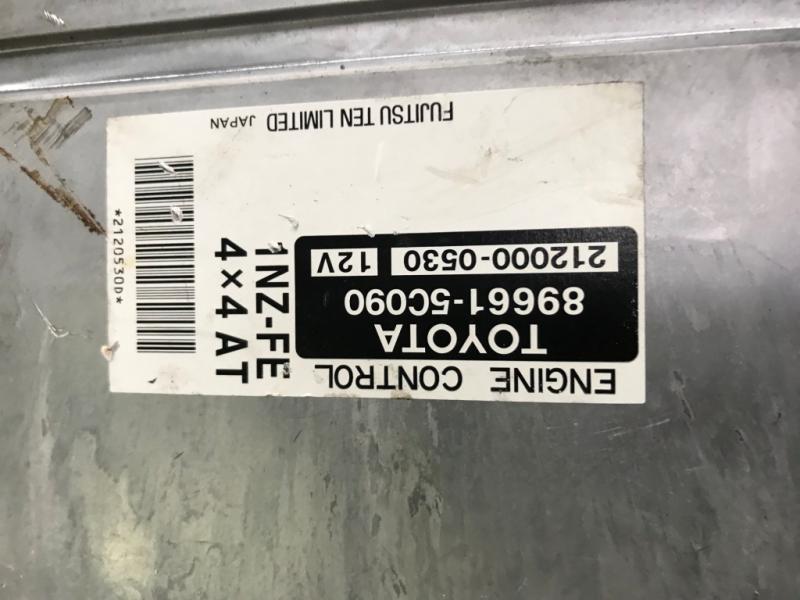 ENGINE CONTROL
TOYOTA
89661-5C090
212000-0530 12V
FUJITSU TEN LIMITED JAPAN
1NZ-FE
4×4 AT
*2120530D*